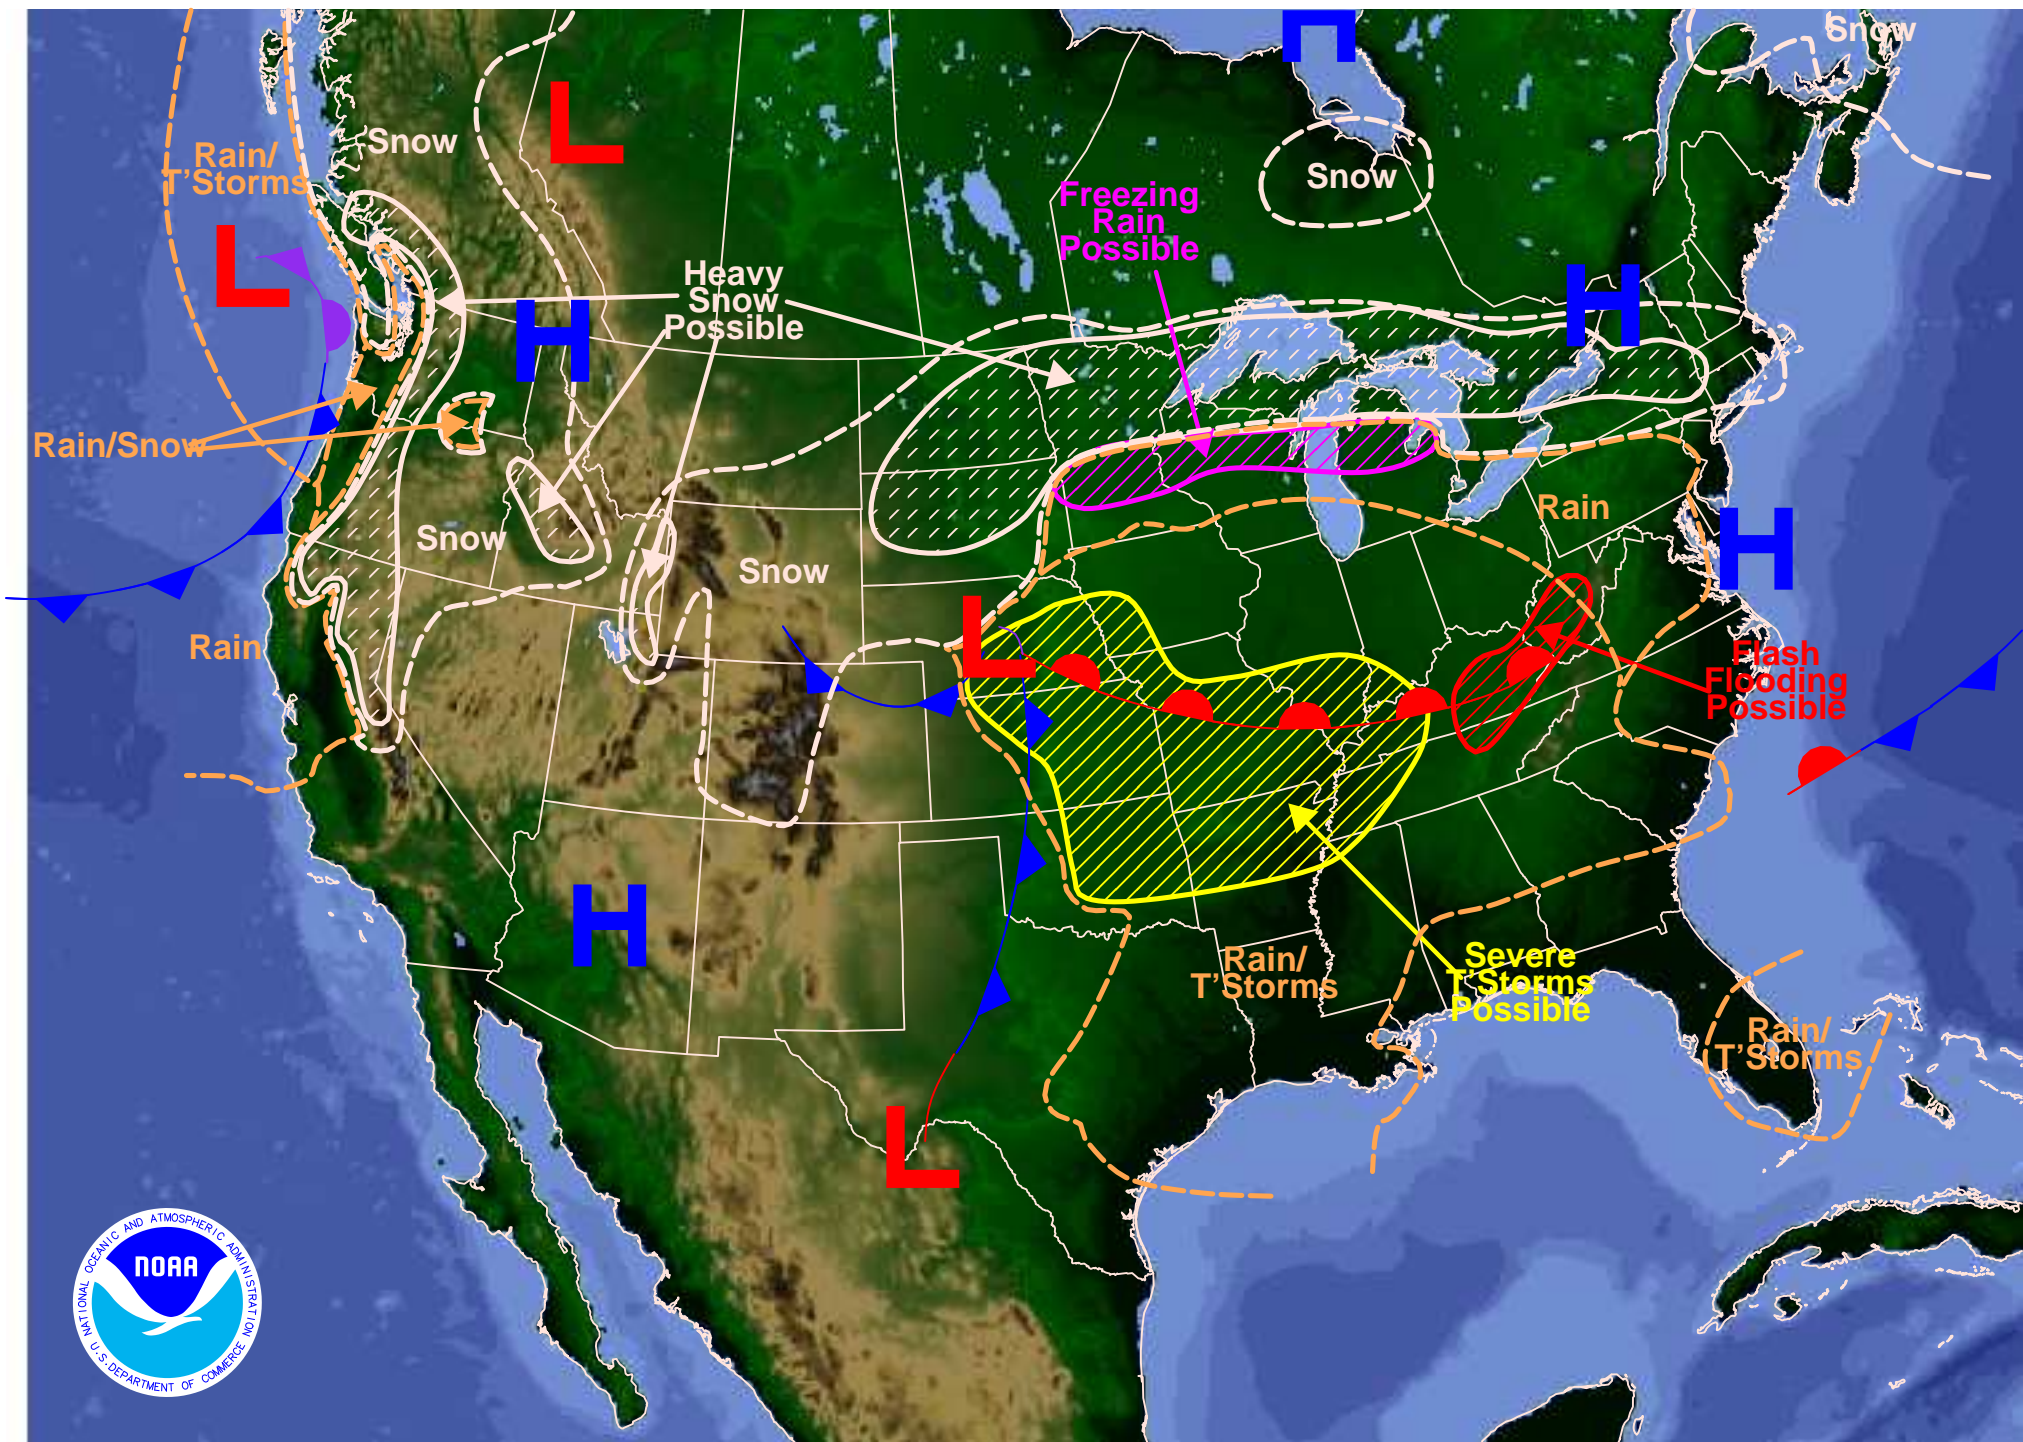 H
Snow
L
Snow
Rain/
T'Storms
Snow
Freezing
Rain
Possible
L
Heavy
Snow
Possible
H
H
Rain/Snow
Snow
Snow
Rain
H
L
Rain
Flash
Flooding
Possible
H
Rain/
T'Storms
Severe
T'Storms
Possible
Rain/
T'Storms
L
NATIONAL OCEANIC AND ATMOSPHERIC ADMINISTRATION
NOAA
U.S. DEPARTMENT OF COMMERCE